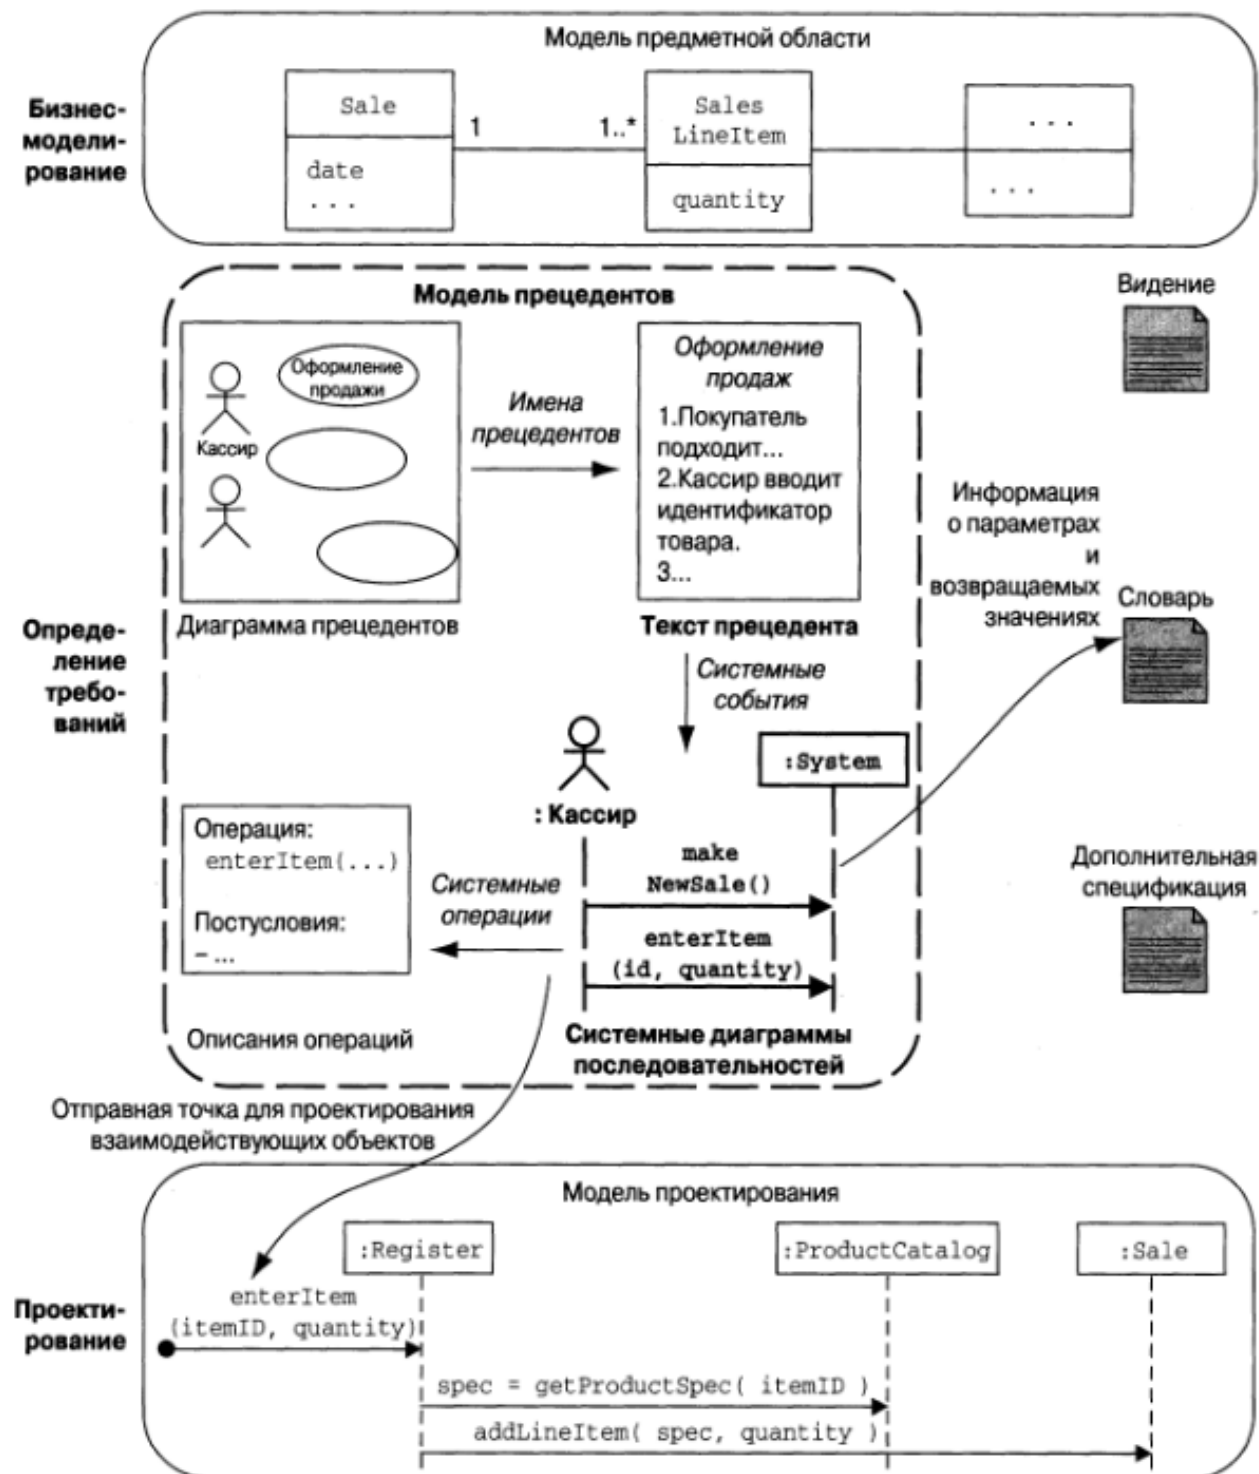 Модель предметной области
Бизнес-
модели-
рование
Sale
date
. . .
1
1..*
Sales
LineItem
quantity
. . .
. . .
Модель прецедентов
Оформление
продажи
Кассир
Диаграмма прецедентов
Имена
прецедентов
Оформление
продаж
1.Покупатель
подходит...
2.Кассир вводит
идентификатор
товара.
3...
Текст прецедента
Видение
Информация
о параметрах
и
возвращаемых
значениях
Словарь
Опреде-
ление
требо-
ваний
Системные
события
: Кассир
:System
make
NewSale()
enterItem
(id, quantity)
Системные диаграммы
последовательностей
Системные
операции
Операция:
enterItem(...)
Постусловия:
– ...
Описания операций
Дополнительная
спецификация
Отправная точка для проектирования
взаимодействующих объектов
Модель проектирования
Проекти-
рование
:Register
:ProductCatalog
:Sale
enterItem
(itemID, quantity)
spec = getProductSpec( itemID )
addLineItem( spec, quantity )